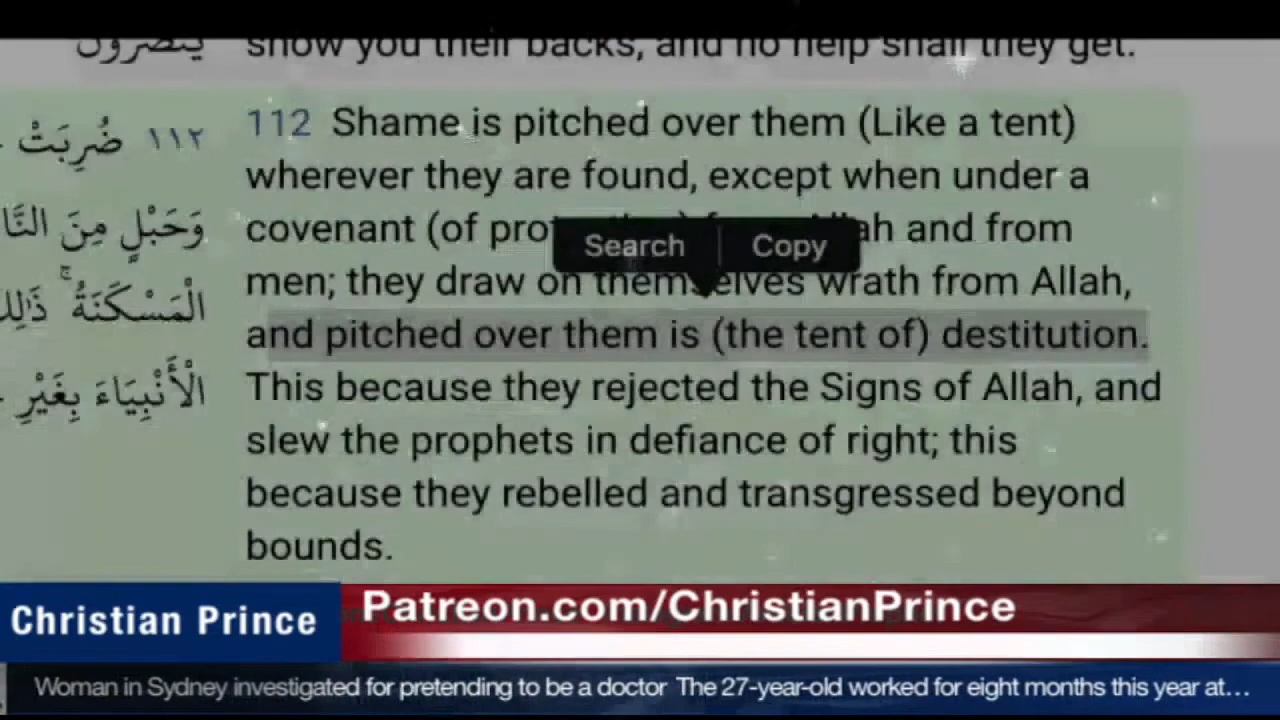 ينصرون
show you their backs, and no help shall they get.
١١٢ ضُرِبَتْ
وَحَبْلٍ مِنَ النَّا
الْمَسْكَنَةُ ۚ ذَٰلِكَ
الْأَنْبِيَاءَ بِغَيْرِ
112 Shame is pitched over them (Like a tent)
wherever they are found, except when under a
covenant (of ah and from
men; they draw on themselves wrath from Allah,
and pitched over them is (the tent of) destitution.
This because they rejected the Signs of Allah, and
slew the prophets in defiance of right; this
because they rebelled and transgressed beyond
bounds.
Search Copy
Christian Prince
Patreon.com/ChristianPrince
Woman in Sydney investigated for pretending to be a doctor The 27-year-old worked for eight months this year at...